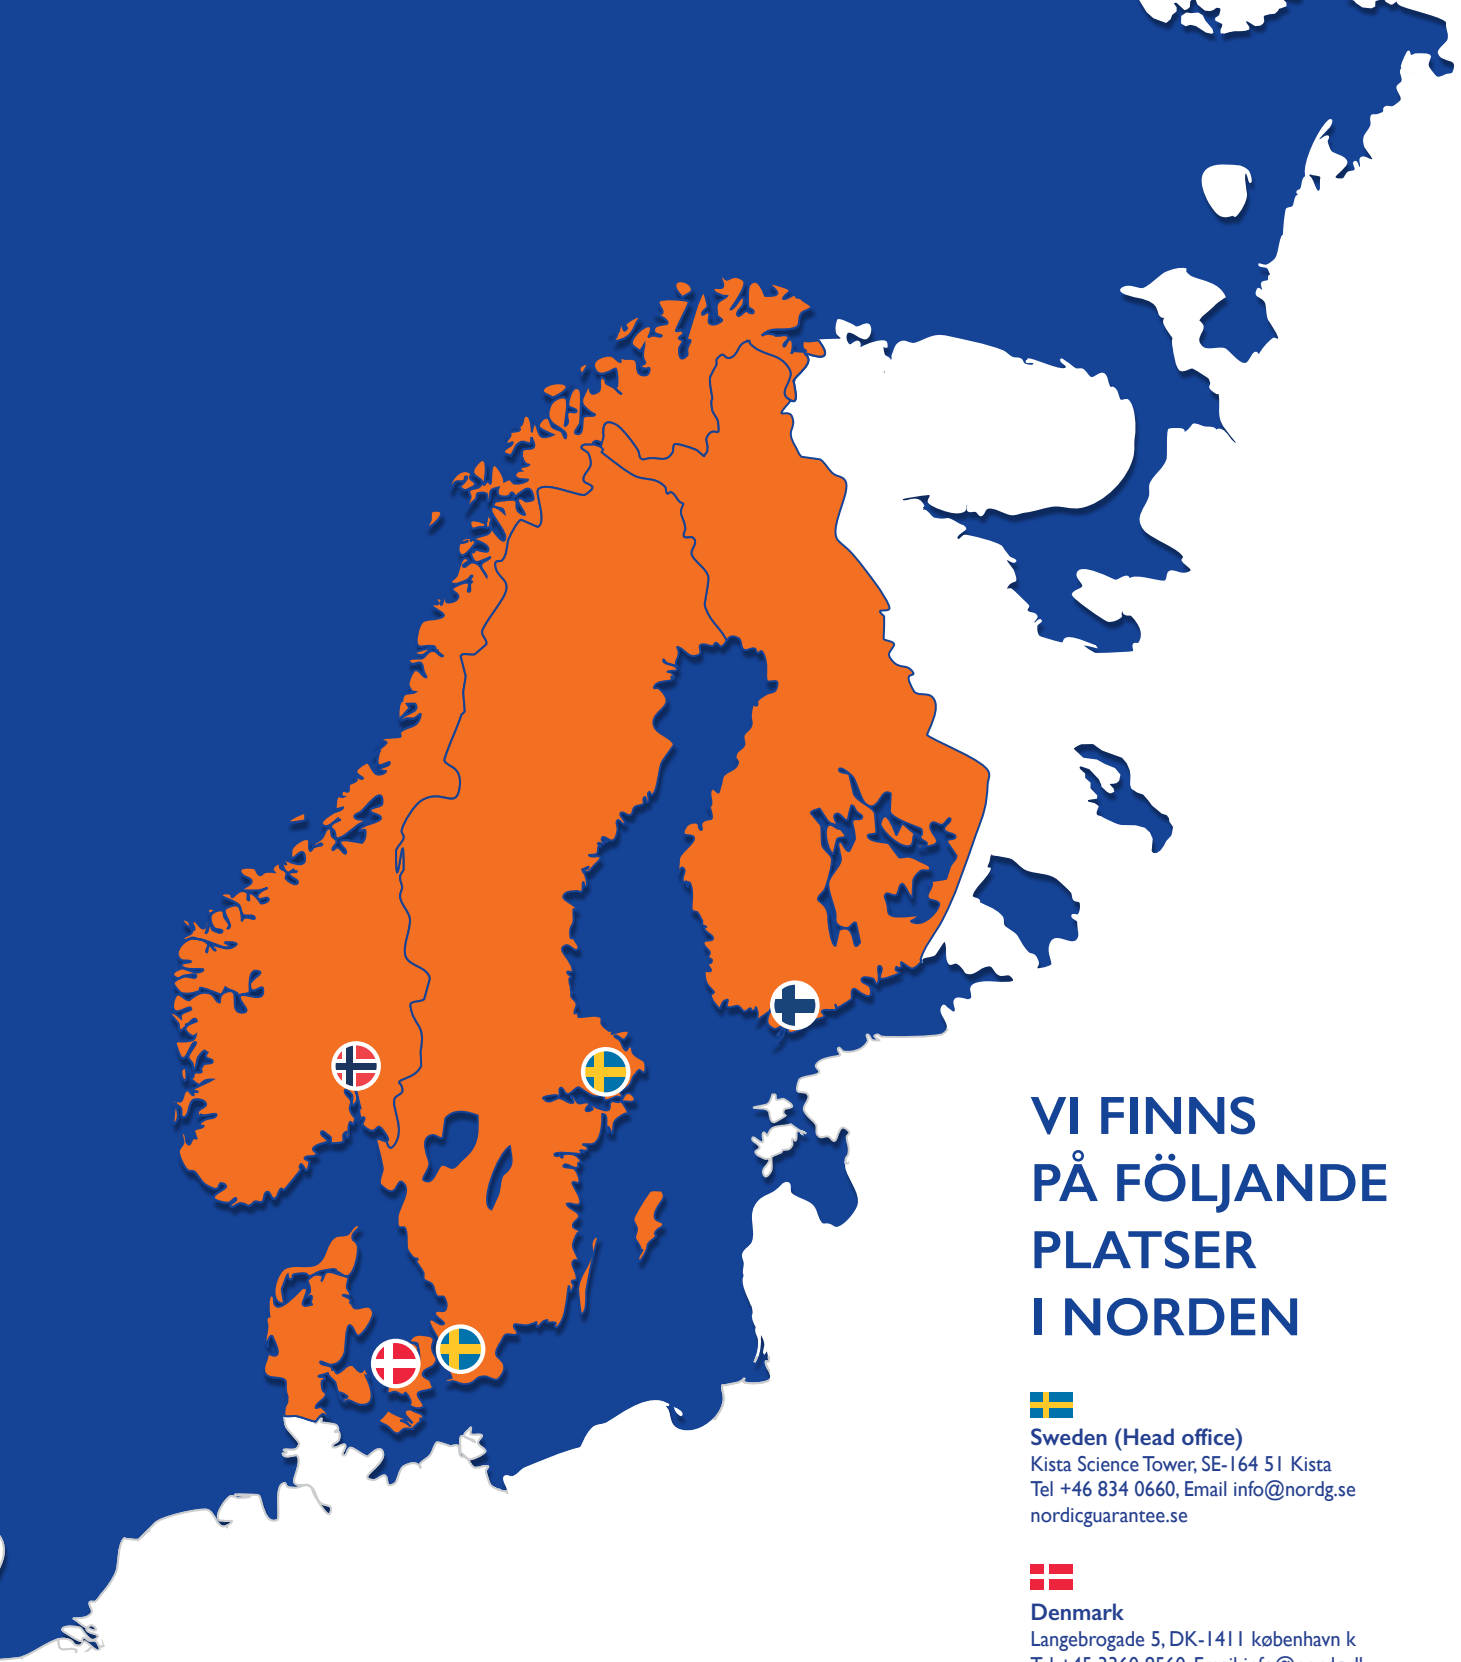 VI FINNS
PÅ FÖLJANDE
PLATSER
I NORDEN
Sweden (Head office)
Kista Science Tower, SE-164 51 Kista
Tel +46 834 0660, Email info@nordg.se
nordicguarantee.se
Denmark
Langebrogade 5, DK-1411 københavn k